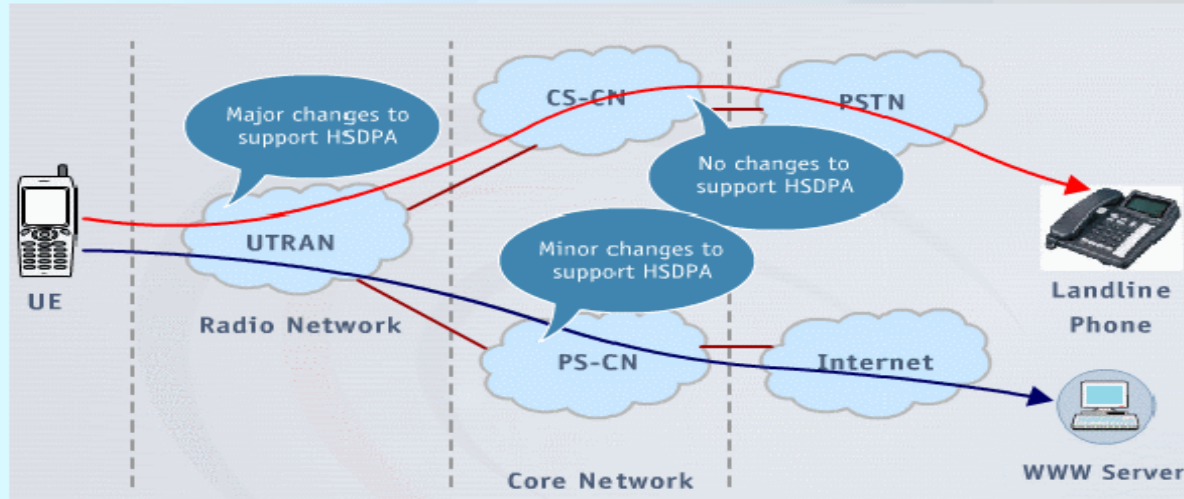 Major changes to
support HSDPA
CS-CN
PSTN
No changes to
support HSDPA
UTRAN
Minor changes to
support HSDPA
UE
Radio Network
Landline
Phone
PS-CN
Internet
Core Network
WWW Server